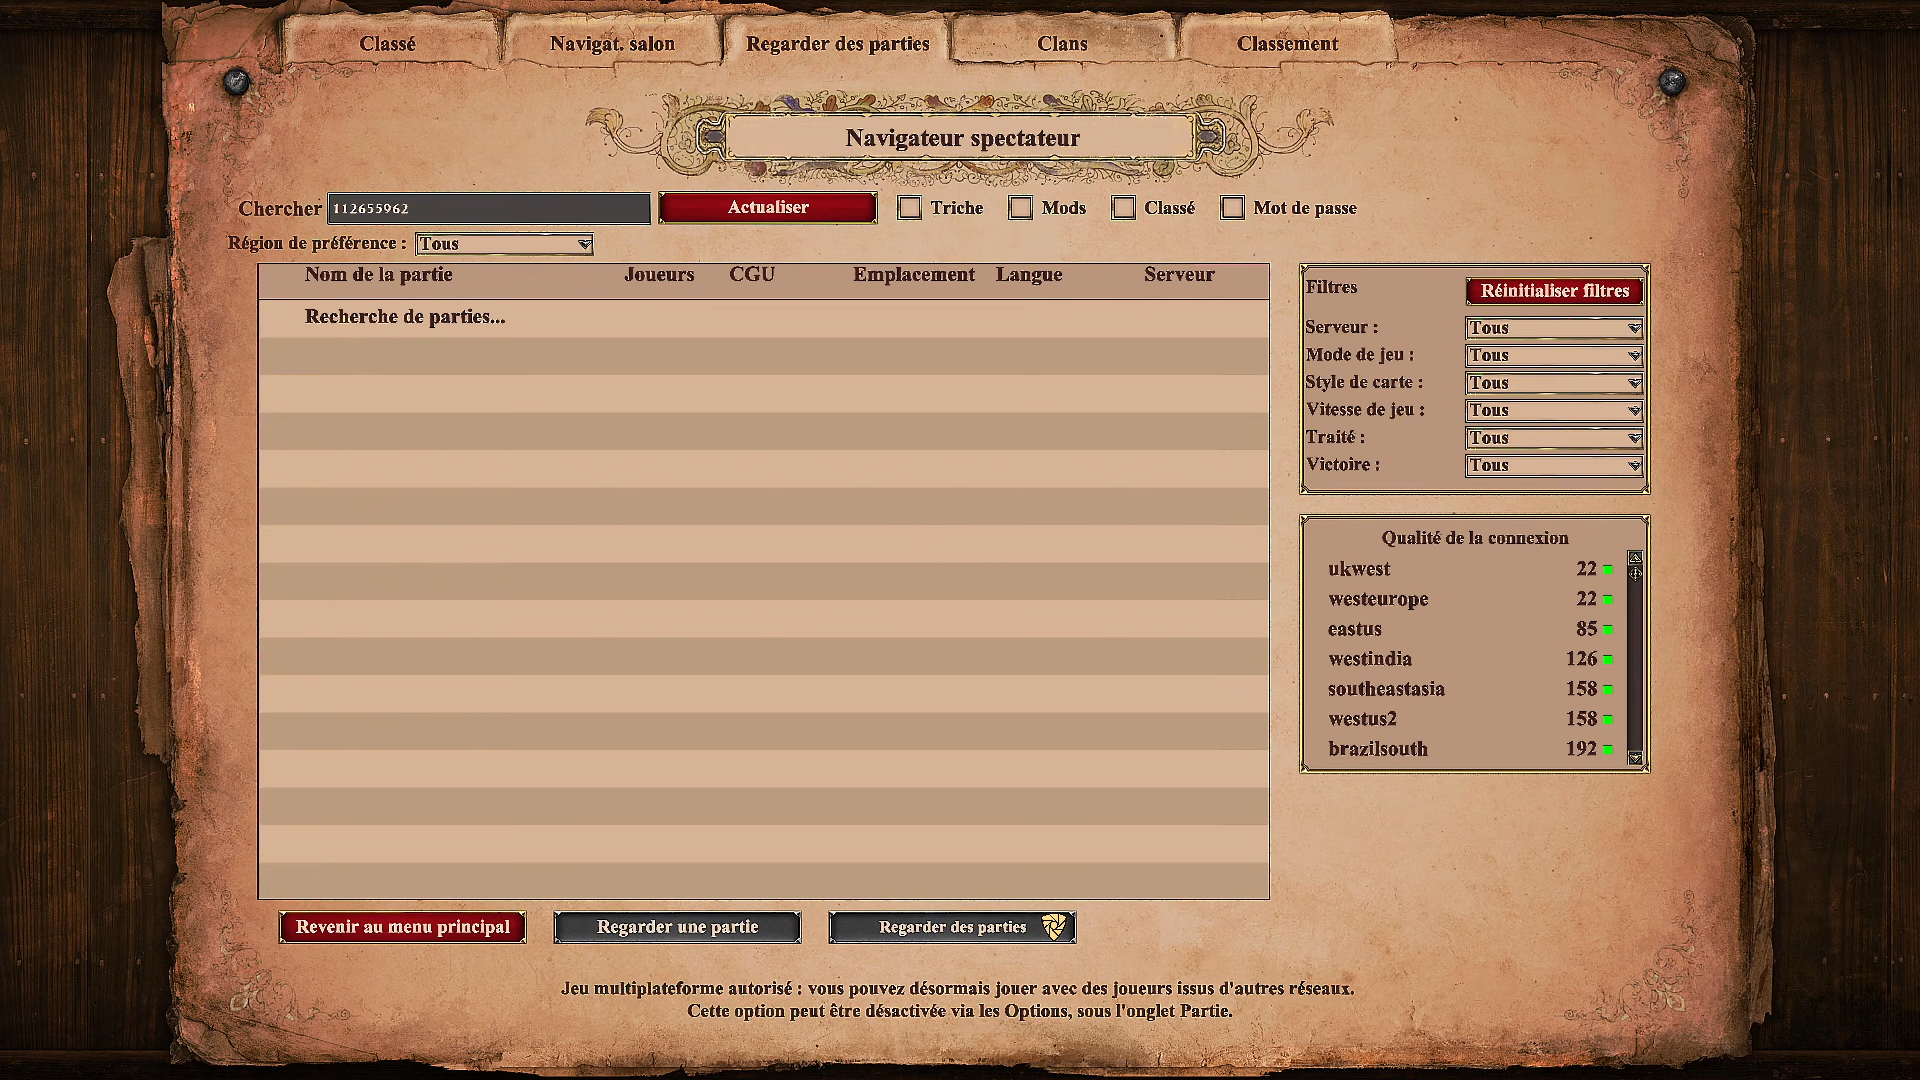 Classé
Navigat. salon
Regarder des parties
Clans
Classement
Navigateur spectateur
Chercher 112655962 Actualiser Triche Mods Classé Mot de passe
Région de préférence : Tous
Nom de la partie Joueurs CGU Emplacement Langue Serveur
Recherche de parties...
Filtres Réinitialiser filtres
Serveur : Tous
Mode de jeu : Tous
Style de carte : Tous
Vitesse de jeu : Tous
Traité : Tous
Victoire : Tous
Qualité de la connexion
ukwest 22
westeurope 22
eastus 85
westindia 126
southeastasia 158
westus2 158
brazilsouth 192
Revenir au menu principal
Regarder une partie
Regarder des parties
Jeu multiplateforme autorisé : vous pouvez désormais jouer avec des joueurs issus d'autres réseaux.
Cette option peut être désactivée via les Options, sous l'onglet Partie.